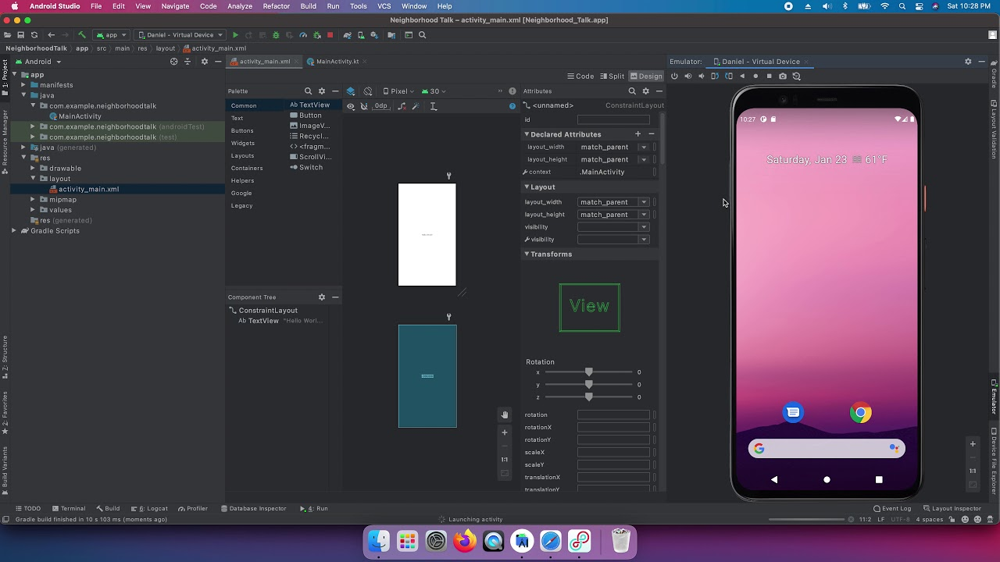 Android Studio File Edit View Navigate Code Analyze Refactor Build Run Tools VCS Window Help Sat 10:28 PM
Neighborhood Talk – activity_main.xml [Neighborhood_Talk.app]
app Daniel - Virtual Device
NeighborhoodTalk app src main res layout activity_main.xml
1: Project
Resource Manager
Z: Structure
2: Favorites
Build Variants
Android
app
manifests
java
com.example.neighborhoodtalk
MainActivity
com.example.neighborhoodtalk (androidTest)
com.example.neighborhoodtalk (test)
java (generated)
res
drawable
layout
activity_main.xml
mipmap
values
res (generated)
Gradle Scripts
activity_main.xml MainActivity.kt
Code Split Design
Palette
Common
Text
Buttons
Widgets
Layouts
Containers
Helpers
Google
Legacy
Ab TextView
Button
ImageV...
Recycl...
<> <fragm...
ScrollVi...
Switch
Component Tree
ConstraintLayout
Ab TextView "Hello Worl...
Pixel 30
0dp
1:1
Attributes
<unnamed> ConstraintLayout
id
Declared Attributes
layout_width match_parent
layout_height match_parent
context .MainActivity
Layout
layout_width match_parent
layout_height match_parent
visibility
visibility
Transforms
View
Rotation
x 0
y 0
z 0
rotation
rotationX
rotationY
scaleX
scaleY
translationX
translationY
Emulator: Daniel - Virtual Device
10:27
Saturday, Jan 23 61°F
1:1
Gradle
Layout Validation
Emulator
Device File Explorer
TODO Terminal Build 6: Logcat Profiler Database Inspector 4: Run Event Log Layout Inspector
Gradle build finished in 10 s 103 ms (moments ago) Launching activity 11:2 LF UTF-8 4 spaces